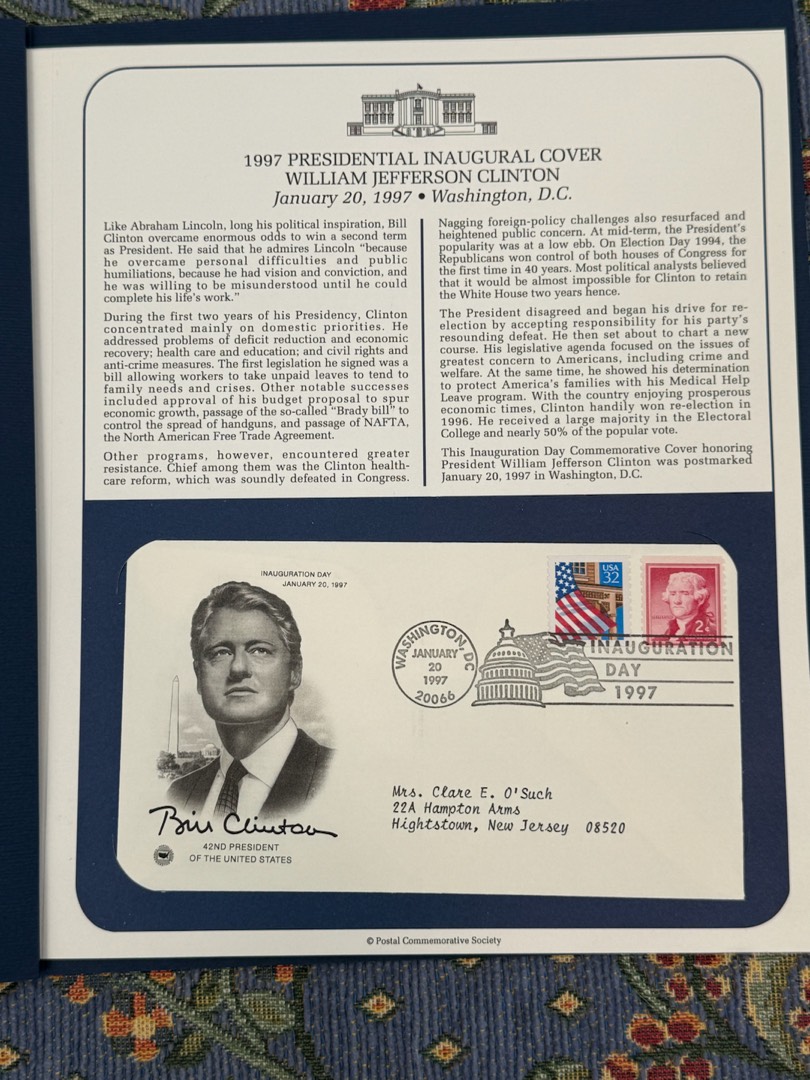 1997 PRESIDENTIAL INAUGURAL COVER
WILLIAM JEFFERSON CLINTON
January 20, 1997 • Washington, D.C.
Like Abraham Lincoln, long his political inspiration, Bill
Clinton overcame enormous odds to win a second term
as President. He said that he admires Lincoln “because
he overcame personal difficulties and public
humiliations, because he had vision and conviction, and
he was willing to be misunderstood until he could
complete his life's work.”
During the first two years of his Presidency, Clinton
concentrated mainly on domestic priorities. He
addressed problems of deficit reduction and economic
recovery; health care and education; and civil rights and
anti-crime measures. The first legislation he signed was a
bill allowing workers to take unpaid leaves to tend to
family needs and crises. Other notable successes
included approval of his budget proposal to spur
economic growth, passage of the so-called “Brady bill” to
control the spread of handguns, and passage of NAFTA,
the North American Free Trade Agreement.
Other programs, however, encountered greater
resistance. Chief among them was the Clinton health-
care reform, which was soundly defeated in Congress.
Nagging foreign-policy challenges also resurfaced and
heightened public concern. At mid-term, the President's
popularity was at a low ebb. On Election Day 1994, the
Republicans won control of both houses of Congress for
the first time in 40 years. Most political analysts believed
that it would be almost impossible for Clinton to retain
the White House two years hence.
The President disagreed and began his drive for re-
election by accepting responsibility for his party's
resounding defeat. He then set about to chart a new
course. His legislative agenda focused on the issues of
greatest concern to Americans, including crime and
welfare. At the same time, he showed his determination
to protect America's families with his Medical Help
Leave program. With the country enjoying prosperous
economic times, Clinton handily won re-election in
1996. He received a large majority in the Electoral
College and nearly 50% of the popular vote.
This Inauguration Day Commemorative Cover honoring
President William Jefferson Clinton was postmarked
January 20, 1997 in Washington, D.C.
INAUGURATION DAY
JANUARY 20, 1997
USA
32
2¢
WASHINGTON, DC
JANUARY
20
1997
20066
INAUGURATION
DAY
1997
Mrs. Clare E. O'Such
22A Hampton Arms
Hightstown, New Jersey 08520
Bill Clinton
42ND PRESIDENT
OF THE UNITED STATES
© Postal Commemorative Society